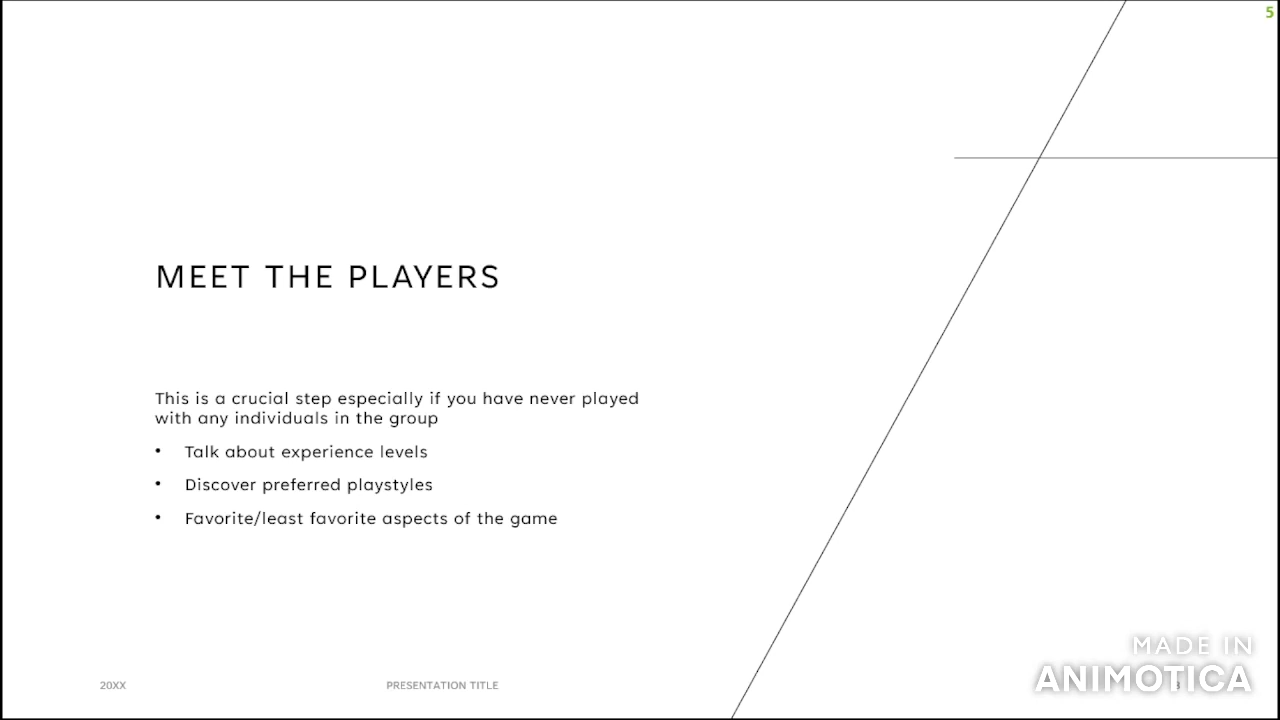 5
MEET THE PLAYERS
This is a crucial step especially if you have never played
with any individuals in the group
• Talk about experience levels
• Discover preferred playstyles
• Favorite/least favorite aspects of the game
MADE IN
ANIMOTICA
20XX
PRESENTATION TITLE